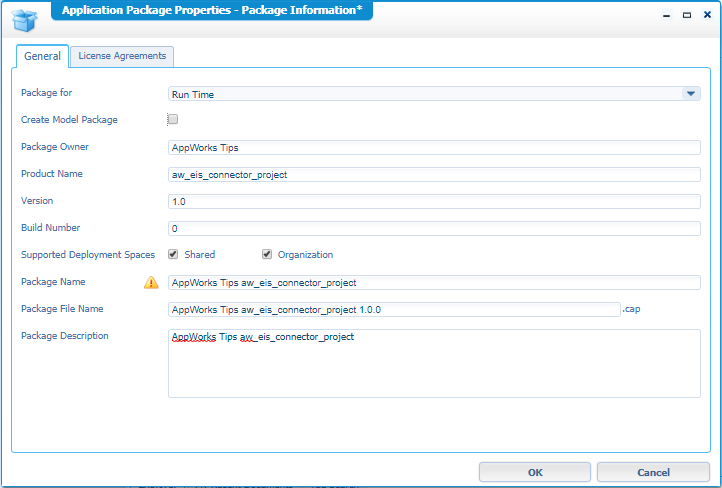 Application Package Properties - Package Information*
General
License Agreements
Package for
Run Time
Create Model Package
Package Owner
AppWorks Tips
Product Name
aw_eis_connector_project
Version
1.0
Build Number
0
Supported Deployment Spaces
Shared
Organization
Package Name
AppWorks Tips aw_eis_connector_project
Package File Name
AppWorks Tips aw_eis_connector_project 1.0.0
.cap
Package Description
AppWorks Tips aw_eis_connector_project
OK
Cancel